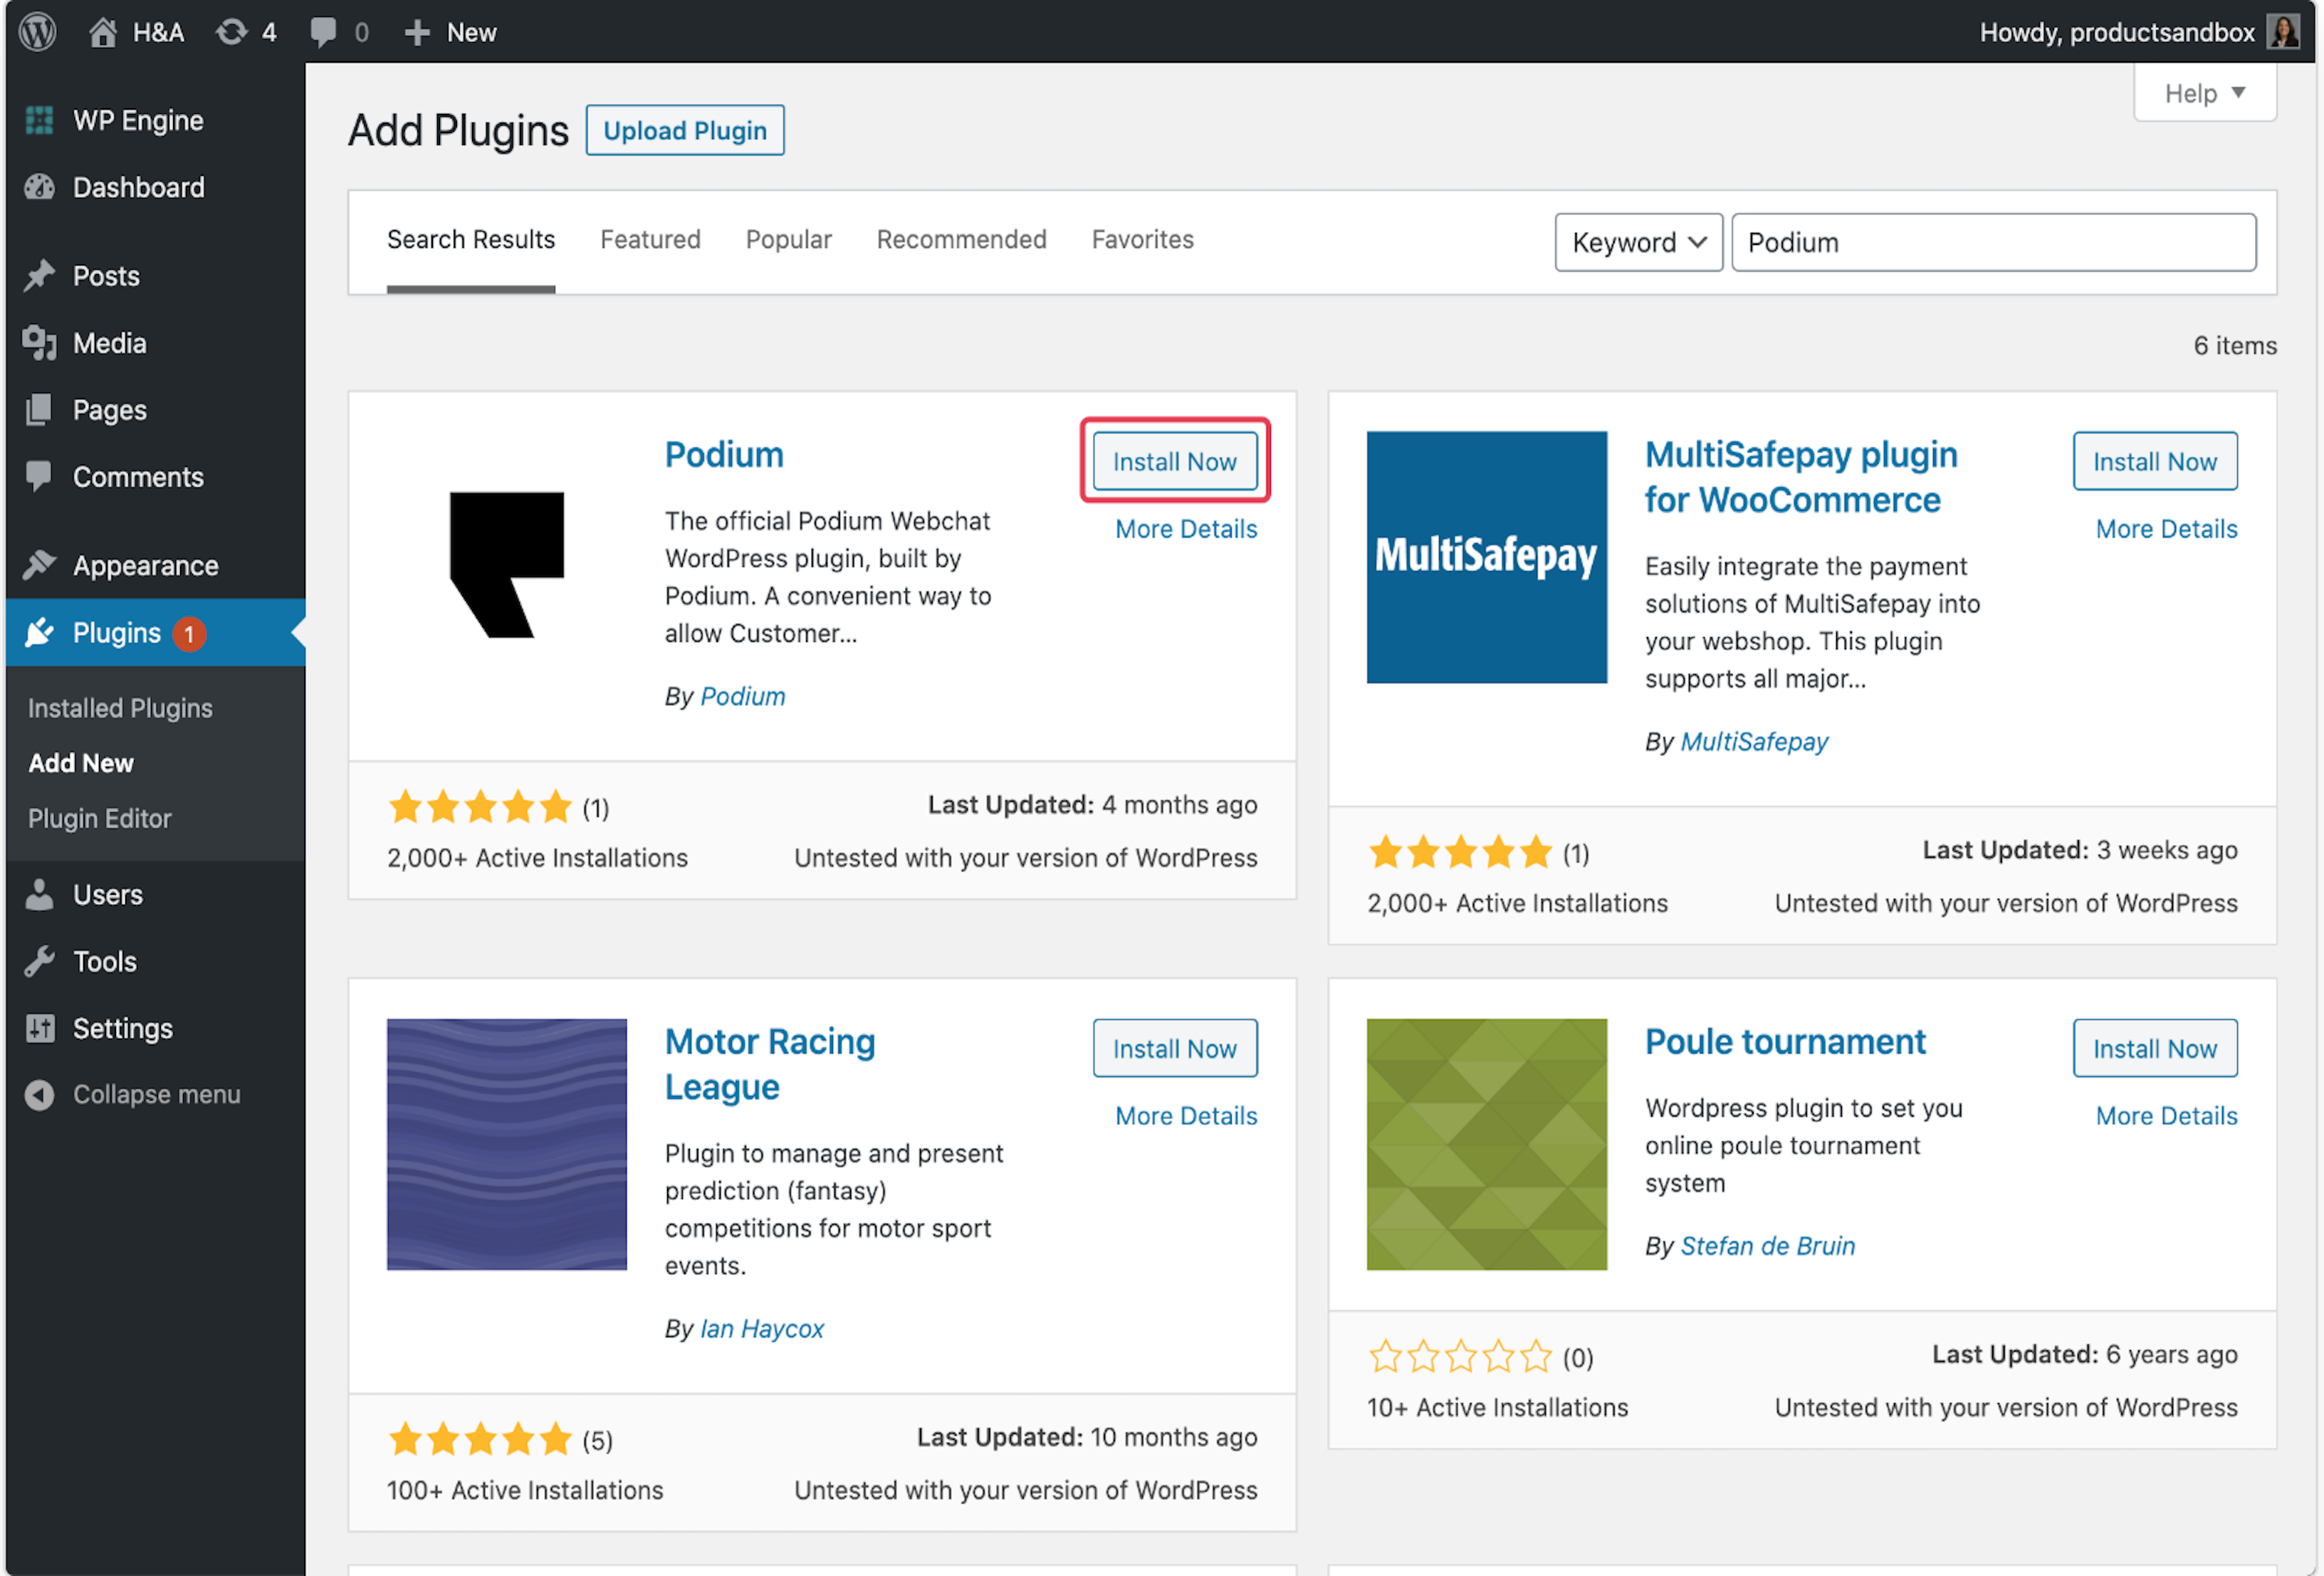 H&A 4 0 + New
Howdy, productsandbox
WP Engine
Dashboard
Posts
Media
Pages
Comments
Appearance
Plugins 1
Installed Plugins
Add New
Plugin Editor
Users
Tools
Settings
Collapse menu
Help
Add Plugins Upload Plugin
Search Results Featured Popular Recommended Favorites Keyword Podium
6 items
Podium
Install Now
More Details
The official Podium Webchat
WordPress plugin, built by
Podium. A convenient way to
allow Customer...
By Podium
(1)
Last Updated: 4 months ago
2,000+ Active Installations
Untested with your version of WordPress
MultiSafepay
MultiSafepay plugin
for WooCommerce
Install Now
More Details
Easily integrate the payment
solutions of MultiSafepay into
your webshop. This plugin
supports all major...
By MultiSafepay
(1)
Last Updated: 3 weeks ago
2,000+ Active Installations
Untested with your version of WordPress
Motor Racing
League
Install Now
More Details
Plugin to manage and present
prediction (fantasy)
competitions for motor sport
events.
By Ian Haycox
(5)
Last Updated: 10 months ago
100+ Active Installations
Untested with your version of WordPress
Poule tournament
Install Now
More Details
Wordpress plugin to set you
online poule tournament
system
By Stefan de Bruin
(0)
Last Updated: 6 years ago
10+ Active Installations
Untested with your version of WordPress